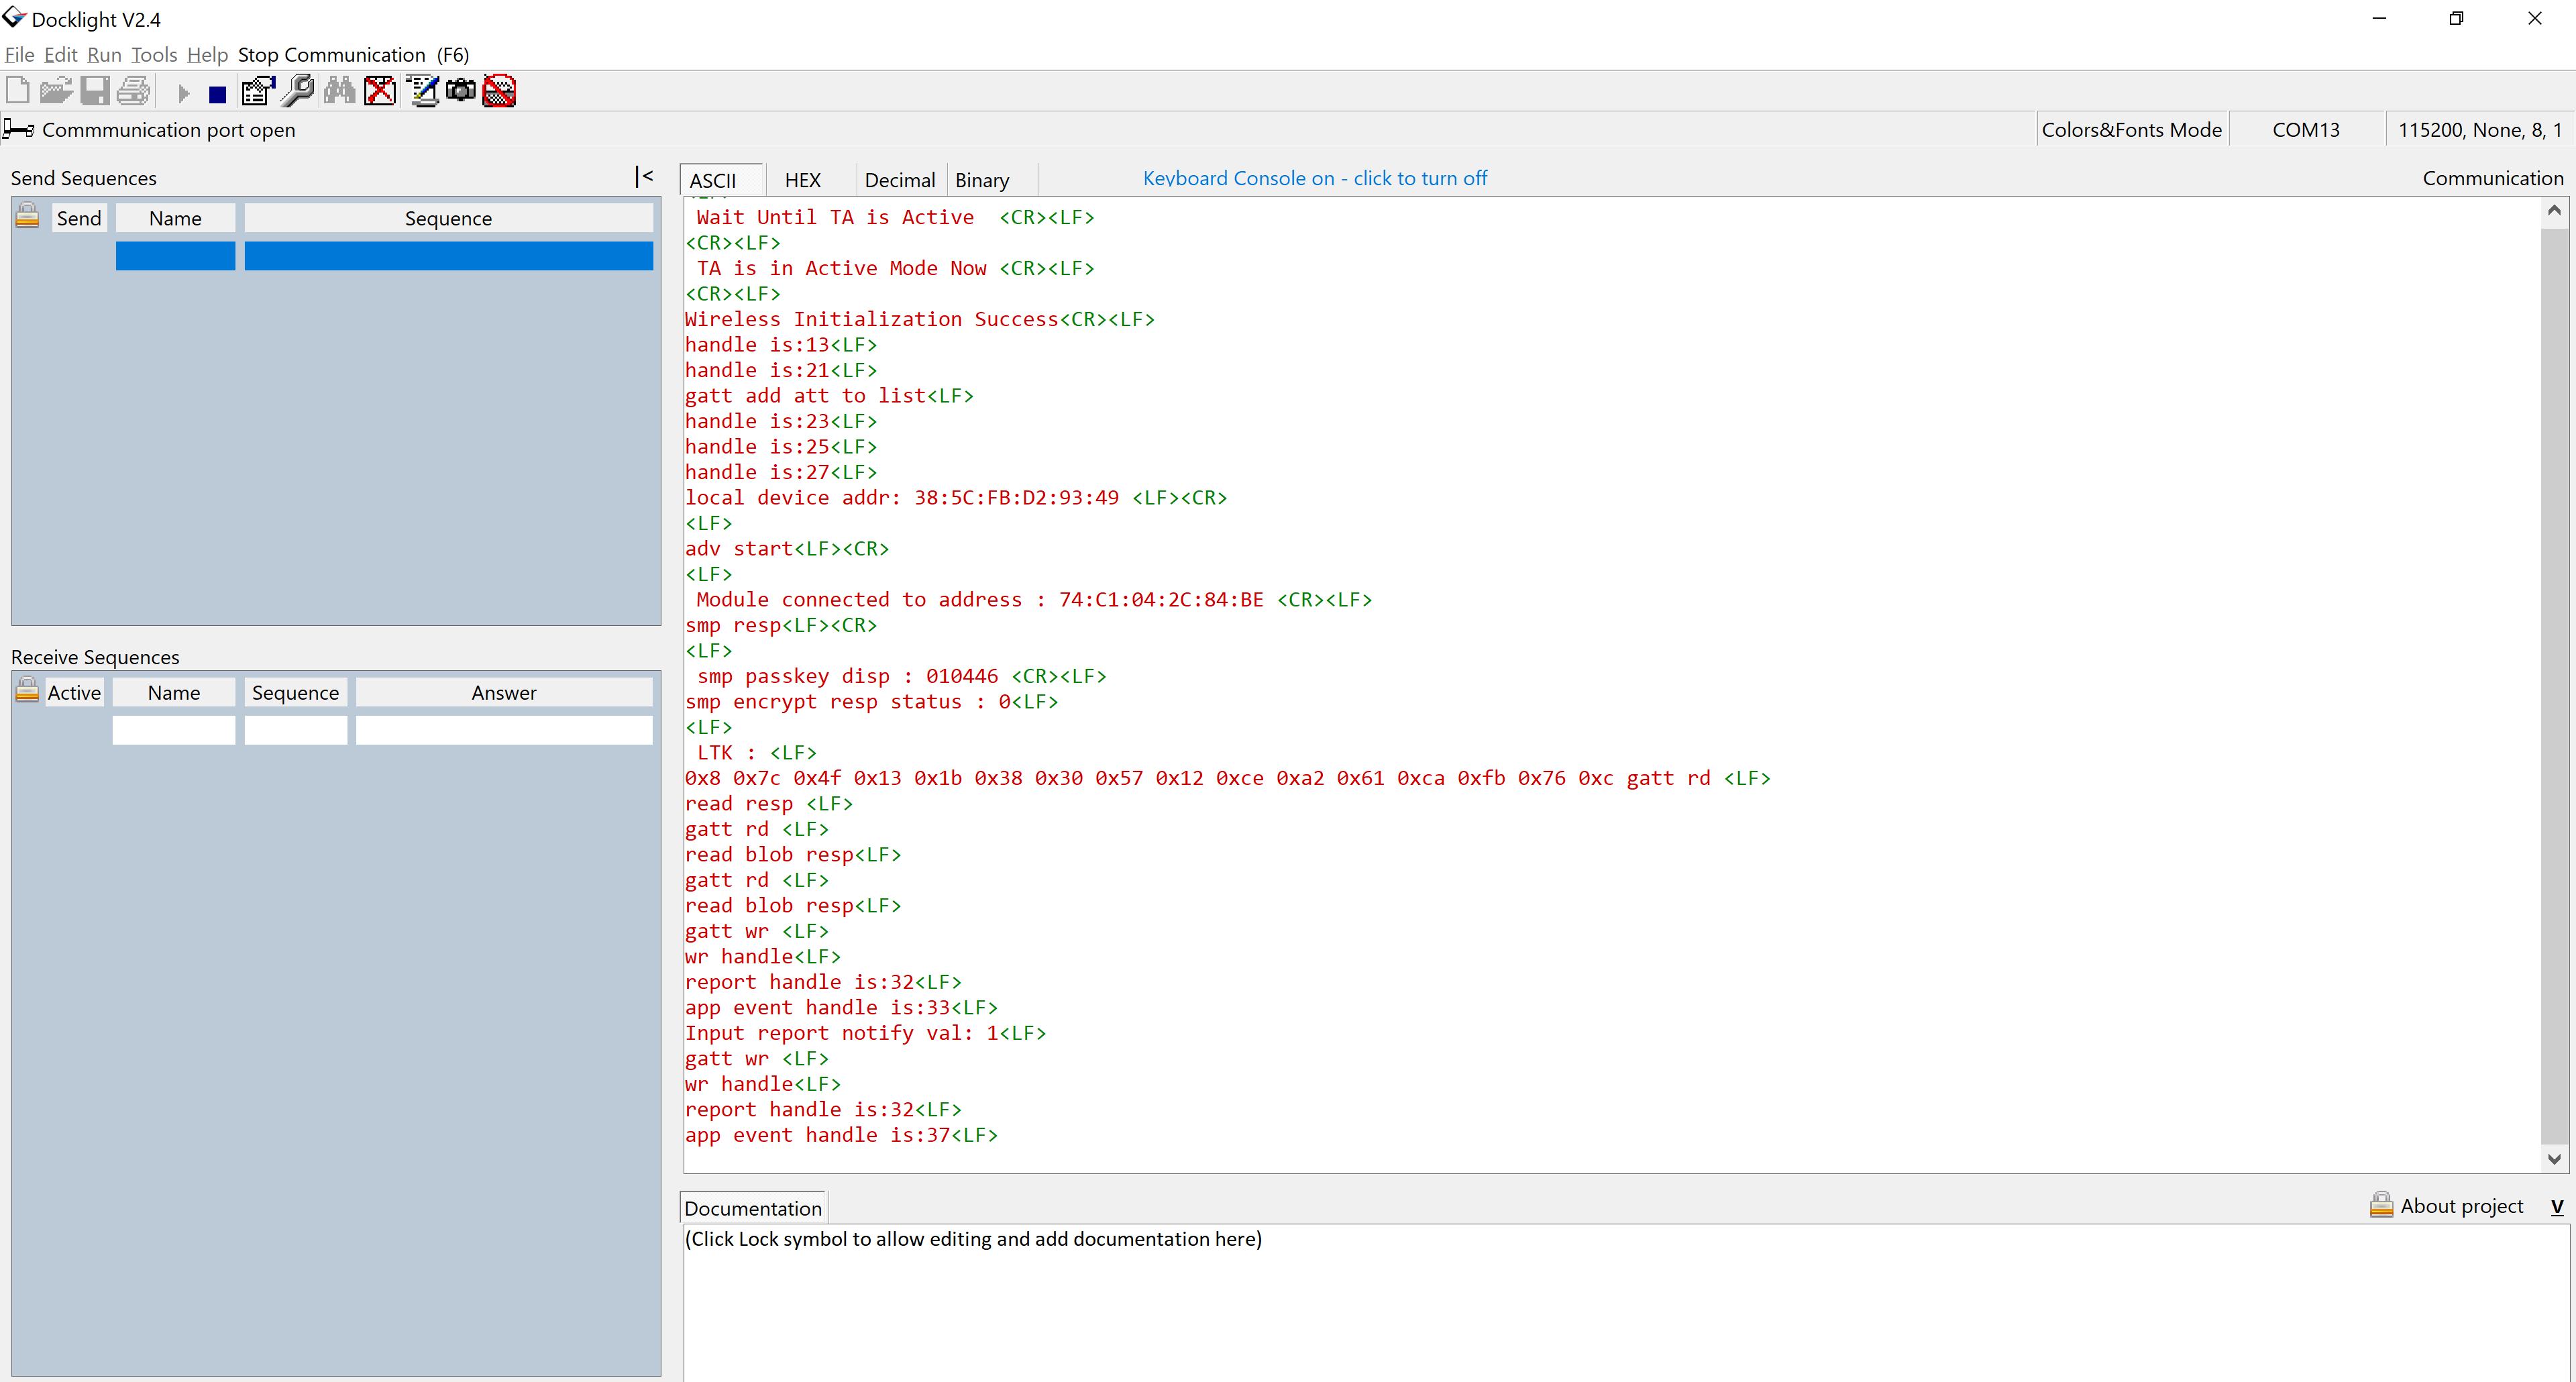 Docklight V2.4
File Edit Run Tools Help Stop Communication (F6)
Commmunication port open
Colors&Fonts Mode
COM13
115200, None, 8, 1
Send Sequences
|<
Send Name Sequence
Receive Sequences
Active Name Sequence Answer
ASCII HEX Decimal Binary
Keyboard Console on - click to turn off
Communication
Wait Until TA is Active <CR><LF>
<CR><LF>
TA is in Active Mode Now <CR><LF>
<CR><LF>
Wireless Initialization Success<CR><LF>
handle is:13<LF>
handle is:21<LF>
gatt add att to list<LF>
handle is:23<LF>
handle is:25<LF>
handle is:27<LF>
local device addr: 38:5C:FB:D2:93:49 <LF><CR>
<LF>
adv start<LF><CR>
<LF>
Module connected to address : 74:C1:04:2C:84:BE <CR><LF>
smp resp<LF><CR>
<LF>
smp passkey disp : 010446 <CR><LF>
smp encrypt resp status : 0<LF>
<LF>
LTK : <LF>
0x8 0x7c 0x4f 0x13 0x1b 0x38 0x30 0x57 0x12 0xce 0xa2 0x61 0xca 0xfb 0x76 0xc gatt rd <LF>
read resp <LF>
gatt rd <LF>
read blob resp<LF>
gatt rd <LF>
read blob resp<LF>
gatt wr <LF>
wr handle<LF>
report handle is:32<LF>
app event handle is:33<LF>
Input report notify val: 1<LF>
gatt wr <LF>
wr handle<LF>
report handle is:32<LF>
app event handle is:37<LF>
Documentation
About project V
(Click Lock symbol to allow editing and add documentation here)